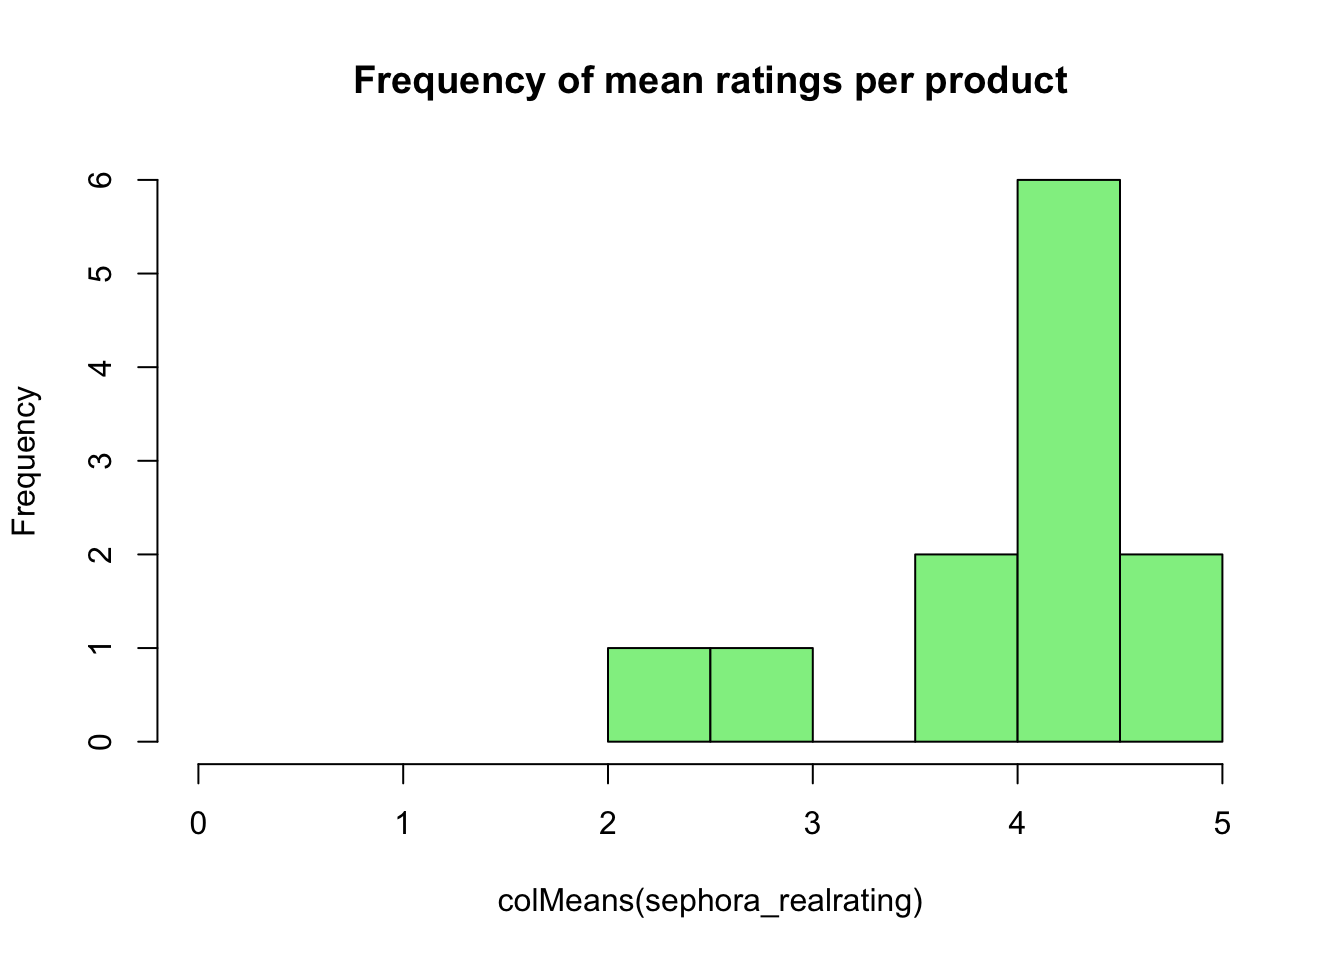 Frequency of mean ratings per product
Frequency
6
5
4
3
2
1
0
0 1 2 3 4 5
colMeans(sephora_realrating)